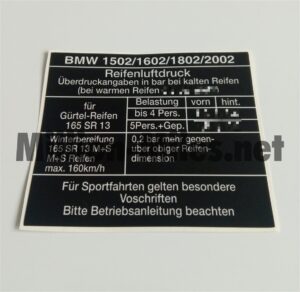 BMW 1502/1602/1802/2002
Reifenluftdruck
Überdruckangaben in bar bei kalten Reifen
(bei warmen Reifen
für
Gürtel-Reifen
165 SR 13
Belastung vorn hint.
bis 4 Pers.
5Pers.+Gep.
Winterbereifung
165 SR 13 M+S
M+S Reifen
max. 160km/h
0,2 bar mehr gegen-
über obiger Reifen-
dimension
Für Sportfahrten gelten besondere
Voschriften
Bitte Betriebsanleitung beachten